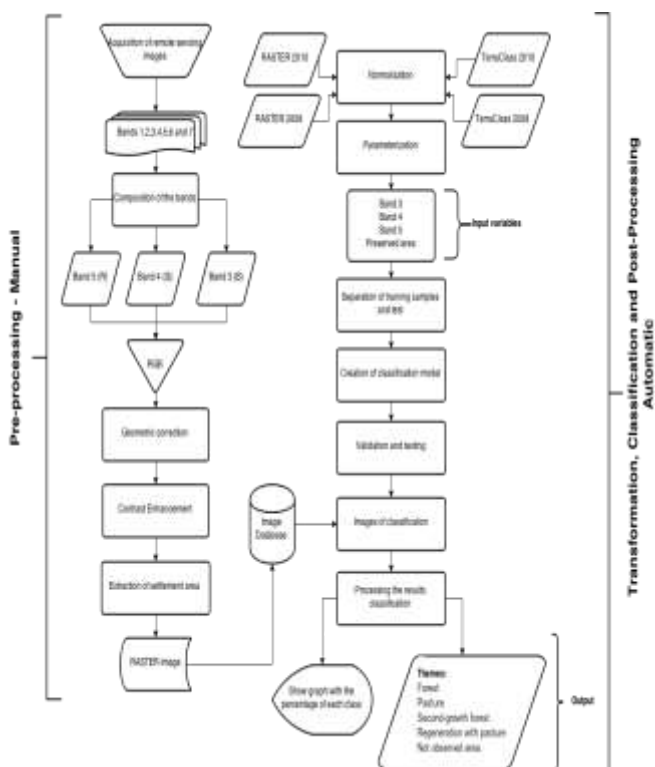 Pre-processing - Manual
Acquisition of remote sensing
images
Bands 1,2,3,4,5,6 and 7
Composition of the bands
Band 5 (R)
Band 4 (G)
Band 3 (B)
RGB
Geometric correction
Contrast Enhancement
Extraction of settlement area
RASTER image
Image
Database
RASTER 2010
RASTER 2008
Normalization
TerraClass 2010
TerraClass 2008
Parameterization
Band 3
Band 4
Band 5
Preserved area
Input variables
Separation of training samples
and test
Creation of classification model
Validation and testing
Images of classification
Processing the results
classification
Show graph with the
percentage of each class
Themes:
Forest
Pasture
Second-growth forest
Regeneration with pasture
Not observed area
Output
Transformation, Classification and Post-Processing
Automatic